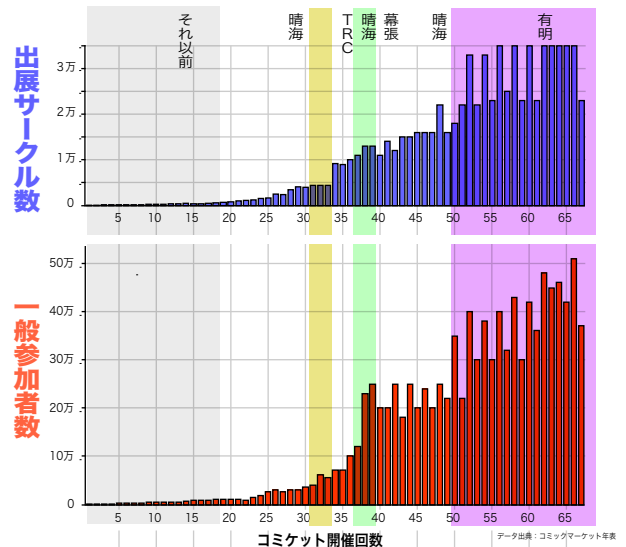 それ以前
晴海
TRC
晴海
幕張
晴海
有明
出展サークル数
3万
2万
1万
0
5 10 15 20 25 30 35 40 45 50 55 60 65
一般参加者数
50万
40万
30万
20万
10万
0
5 10 15 20 25 30 35 40 45 50 55 60 65
コミケット開催回数
データ出典：コミックマーケット年表